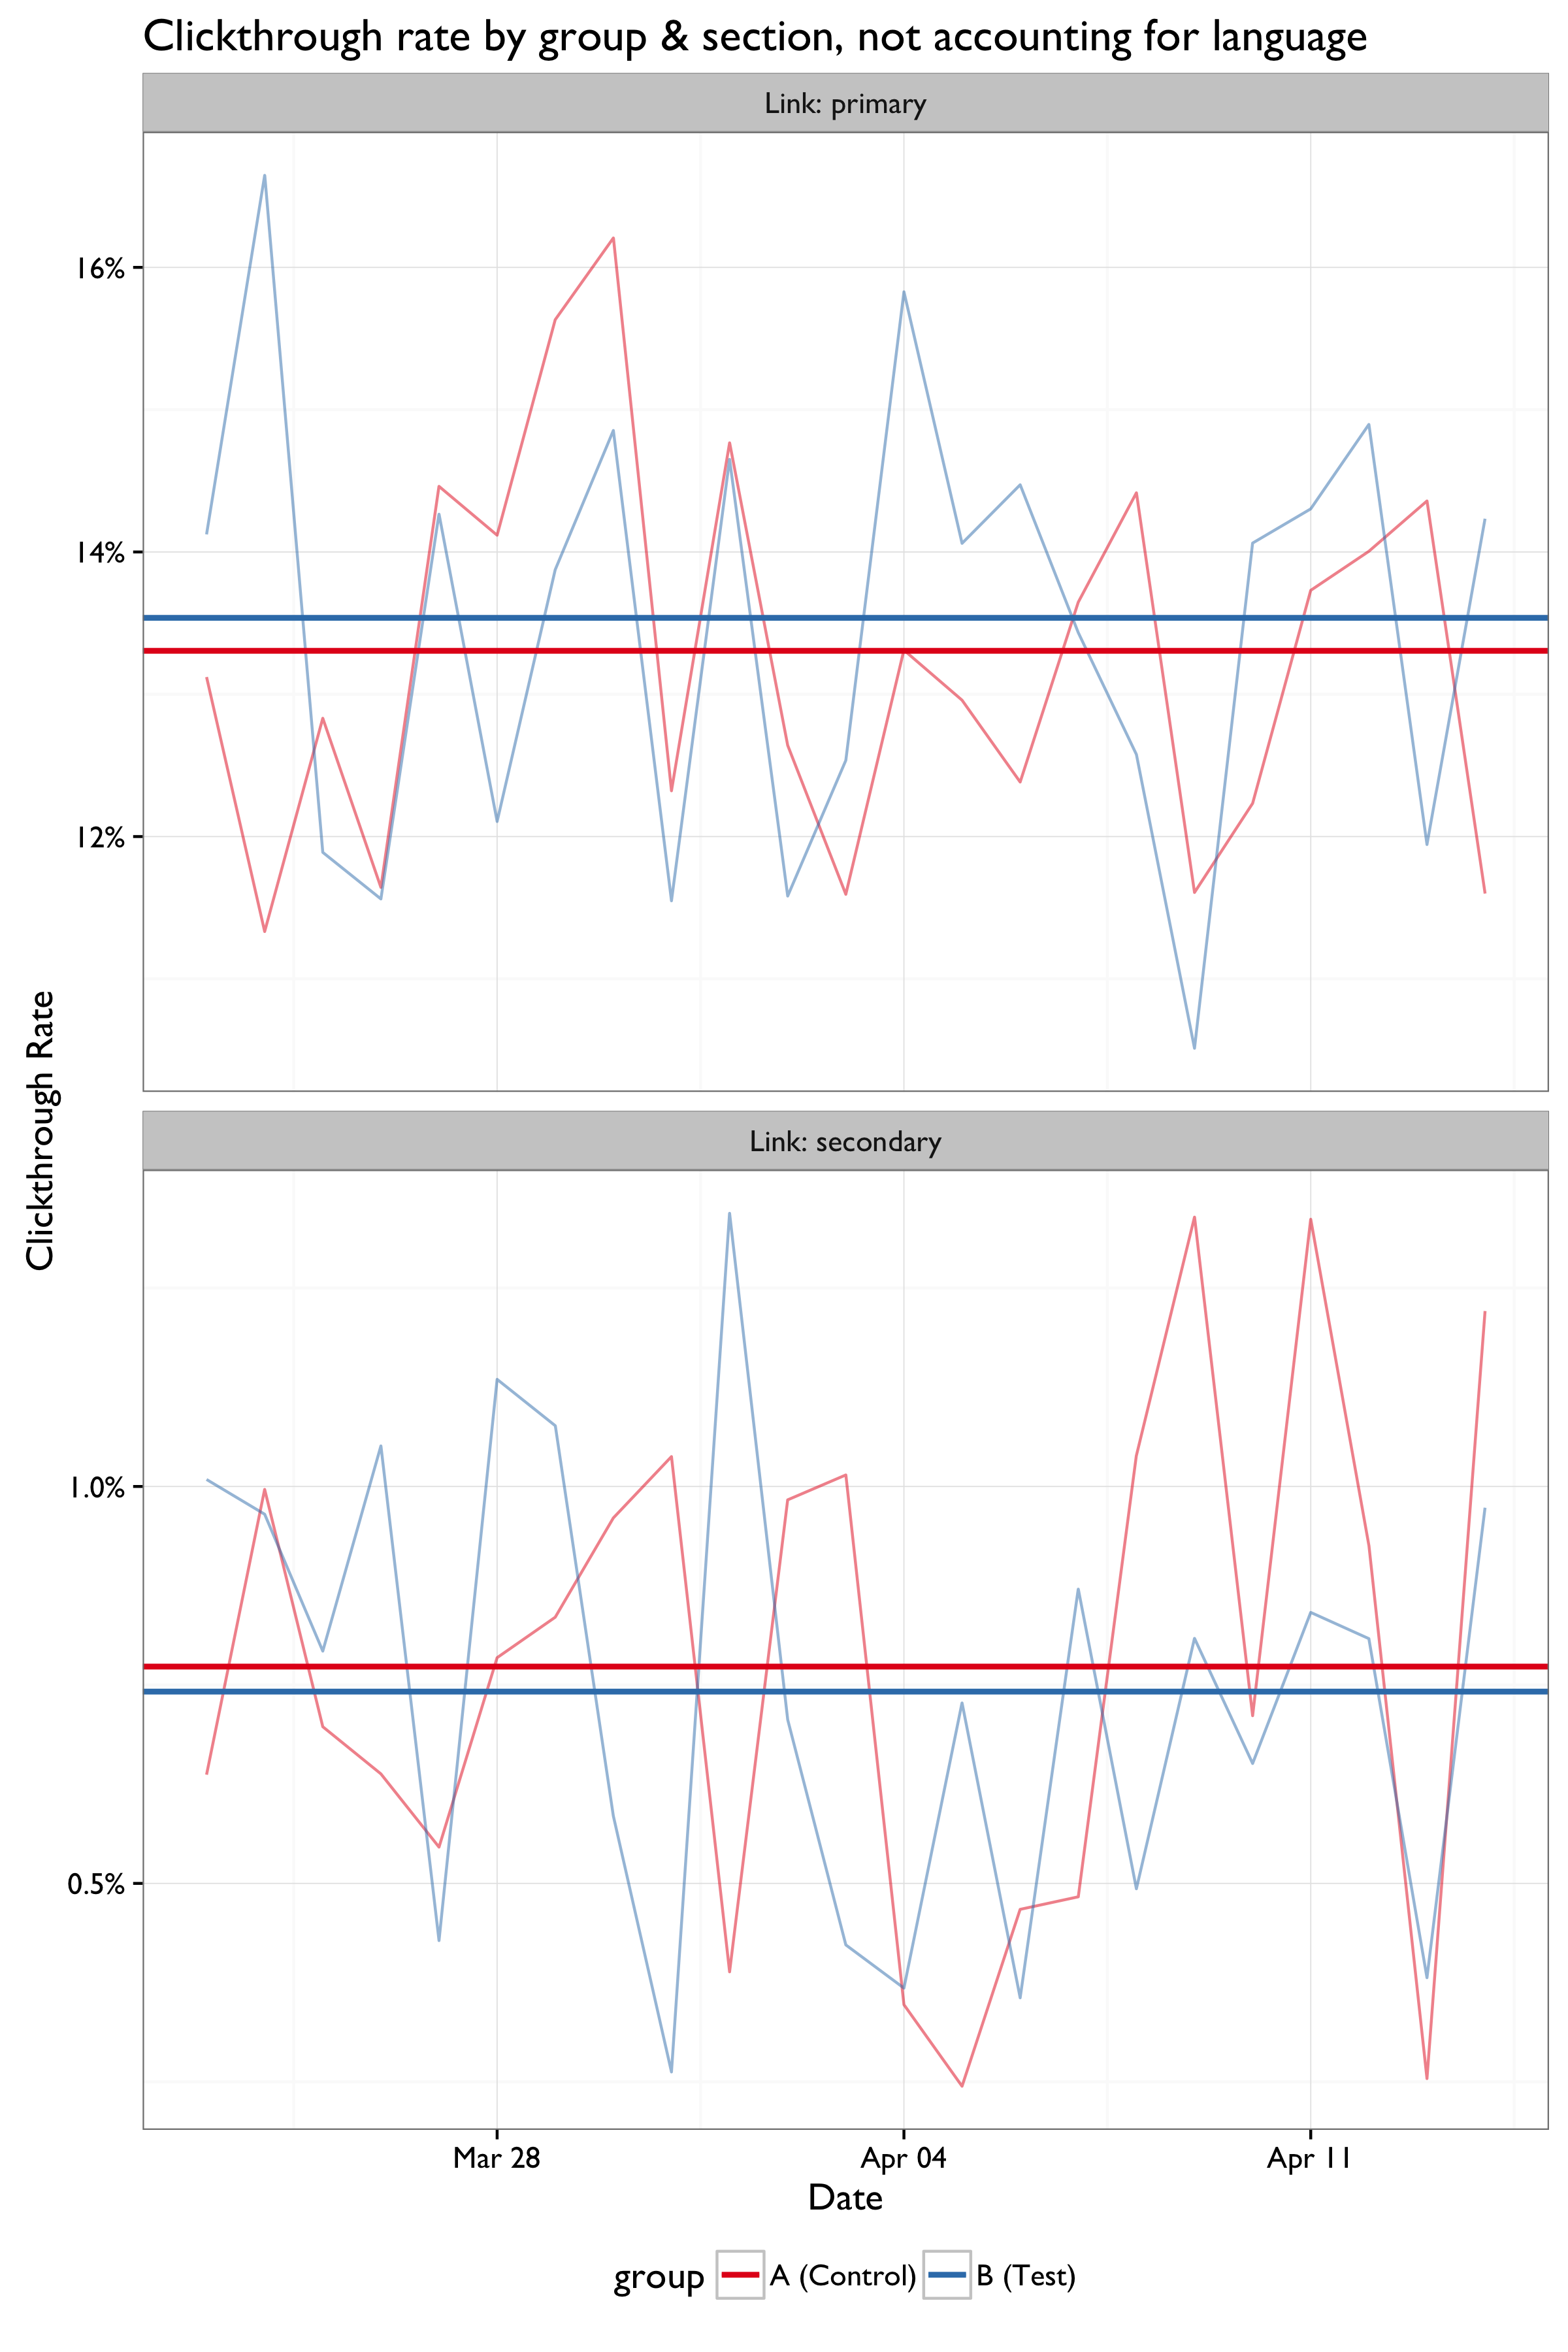 Clickthrough rate by group & section, not accounting for language
Link: primary
16%
14%
12%
Clickthrough Rate
Link: secondary
1.0%
0.5%
Mar 28 Apr 04 Apr 11
Date
group A (Control) B (Test)